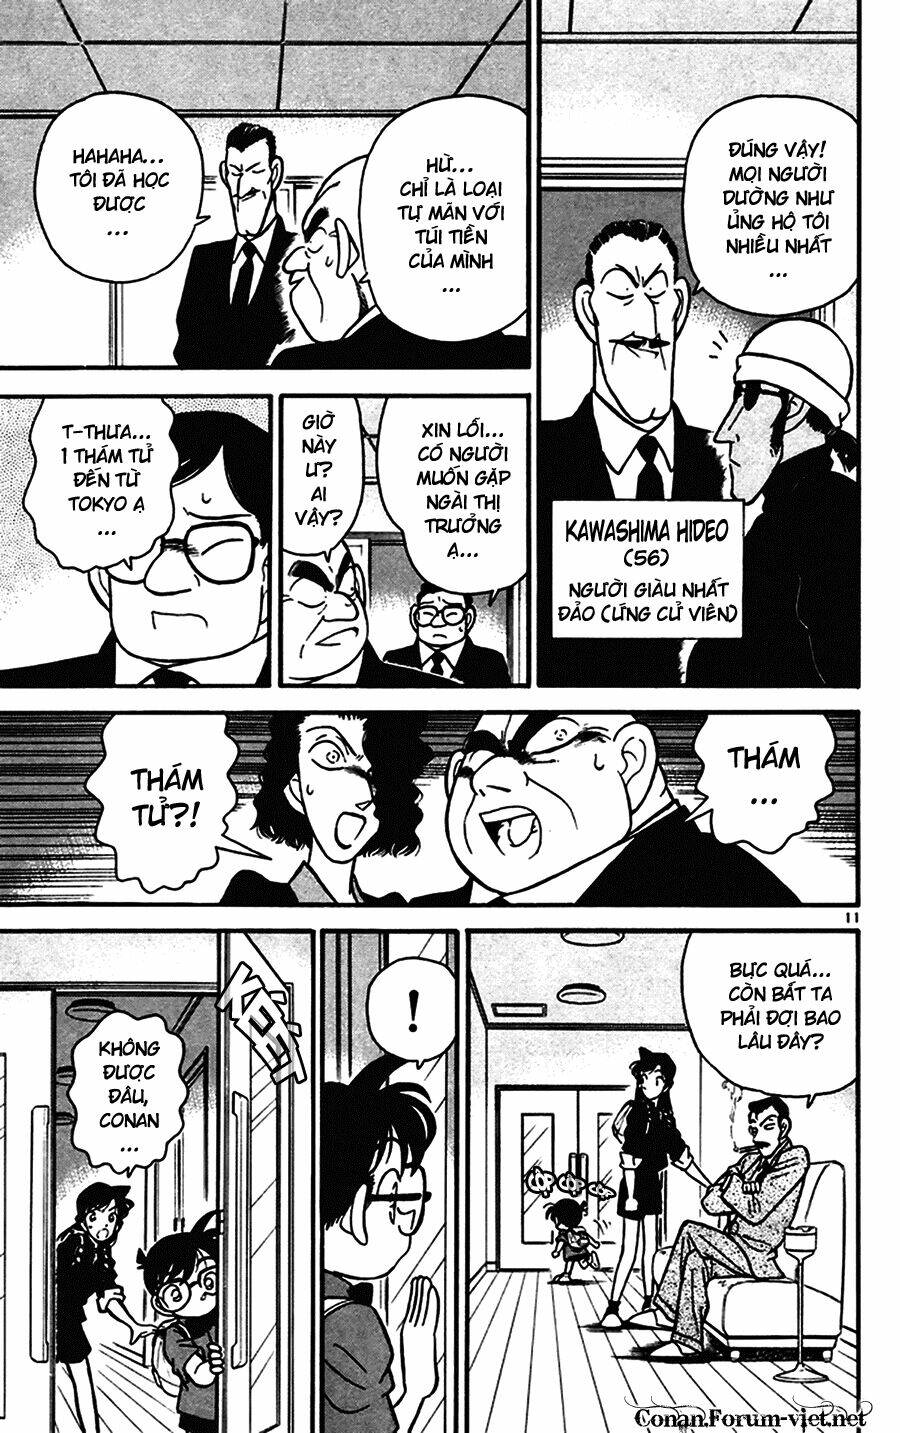 ĐÚNG VẬY!
MỌI NGƯỜI
DƯỜNG NHƯ
ỦNG HỘ TÔI
NHIỀU NHẤT
...
KAWASHIMA HIDEO
(56)
NGƯỜI GIÀU NHẤT
ĐẢO (ỨNG CỬ VIÊN)
HỪ...
CHỈ LÀ LOẠI
TỰ MÃN VỚI
TÚI TIỀN
CỦA MÌNH
...
HAHAHA...
TÔI ĐÃ HỌC
ĐƯỢC
...
XIN LỖI...
CÓ NGƯỜI
MUỐN GẶP
NGÀI THỊ
TRƯỞNG
Ạ...
GIỜ
NÀY
Ư?
AI
VẬY?
T-THƯA...
1 THÁM TỬ
ĐẾN TỪ
TOKYO Ạ
...
THÁM
...
THÁM
TỬ?!
11
BỰC QUÁ...
CÒN BẮT TA
PHẢI ĐỢI BAO
LÂU ĐÂY?
CỘP CỘP CỘP
!
KÉT
KHÔNG
ĐƯỢC
ĐÂU,
CONAN
...
Conan.Forum-viet.net